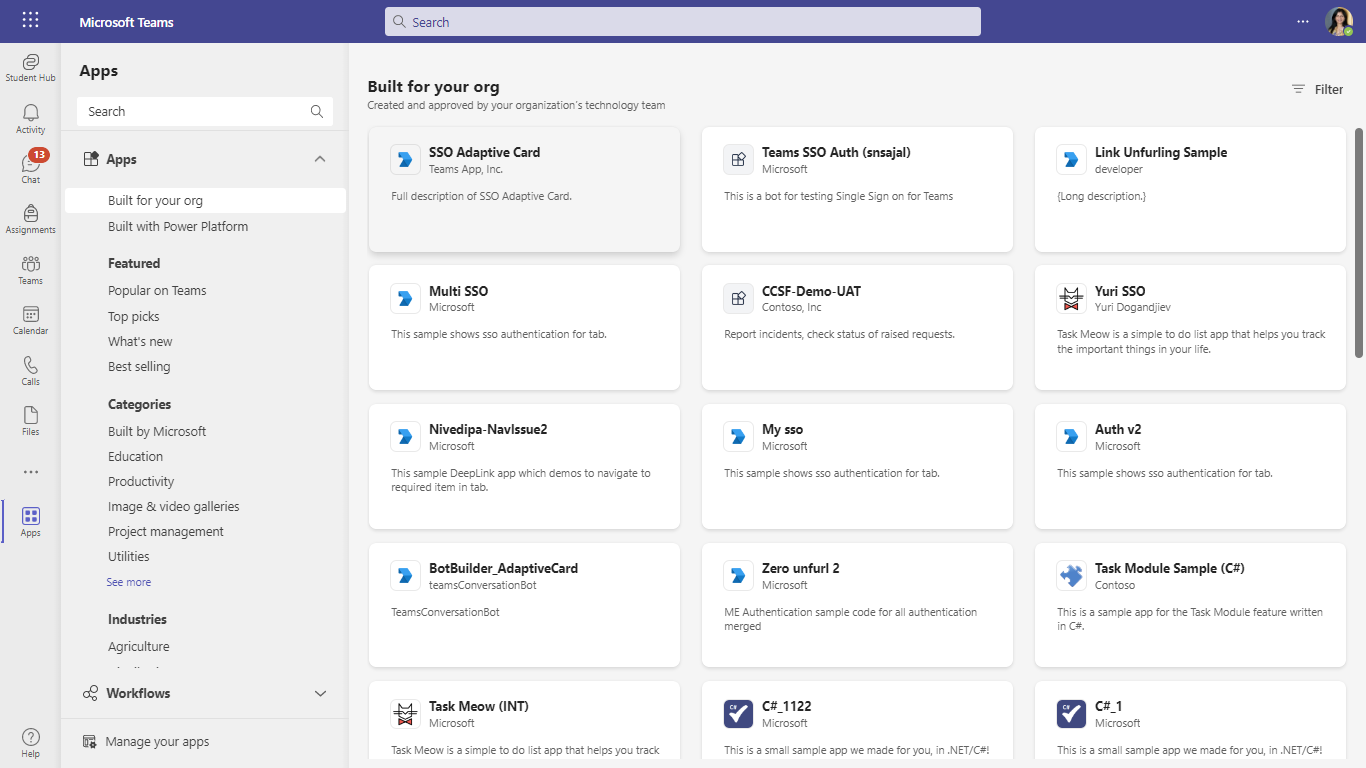 Microsoft Teams
Search
Student Hub
Activity
13
Chat
Assignments
Teams
Calendar
Calls
Files
Apps
Help
Apps
Search
Apps
Built for your org
Built with Power Platform
Featured
Popular on Teams
Top picks
What's new
Best selling
Categories
Built by Microsoft
Education
Productivity
Image & video galleries
Project management
Utilities
See more
Industries
Agriculture
Workflows
Manage your apps
Built for your org
Created and approved by your organization's technology team
Filter
SSO Adaptive Card
Teams App, Inc.
Full description of SSO Adaptive Card.
Teams SSO Auth (snsajal)
Microsoft
This is a bot for testing Single Sign on for Teams
Link Unfurling Sample
developer
{Long description.}
Multi SSO
Microsoft
This sample shows sso authentication for tab.
CCSF-Demo-UAT
Contoso, Inc
Report incidents, check status of raised requests.
Yuri SSO
Yuri Dogandjiev
Task Meow is a simple to do list app that helps you track
the important things in your life.
Nivedipa-NavIssue2
Microsoft
This sample DeepLink app which demos to navigate to
required item in tab.
My sso
Microsoft
This sample shows sso authentication for tab.
Auth v2
Microsoft
This sample shows sso authentication for tab.
BotBuilder_AdaptiveCard
teamsConversationBot
TeamsConversationBot
Zero unfurl 2
Microsoft
ME Authentication sample code for all authentication
merged
Task Module Sample (C#)
Contoso
This is a sample app for the Task Module feature written
in C#.
Task Meow (INT)
Microsoft
Task Meow is a simple to do list app that helps you track
C#
C#_1122
Microsoft
This is a small sample app we made for you, in .NET/C#!
C#
C#_1
Microsoft
This is a small sample app we made for you, in .NET/C#!